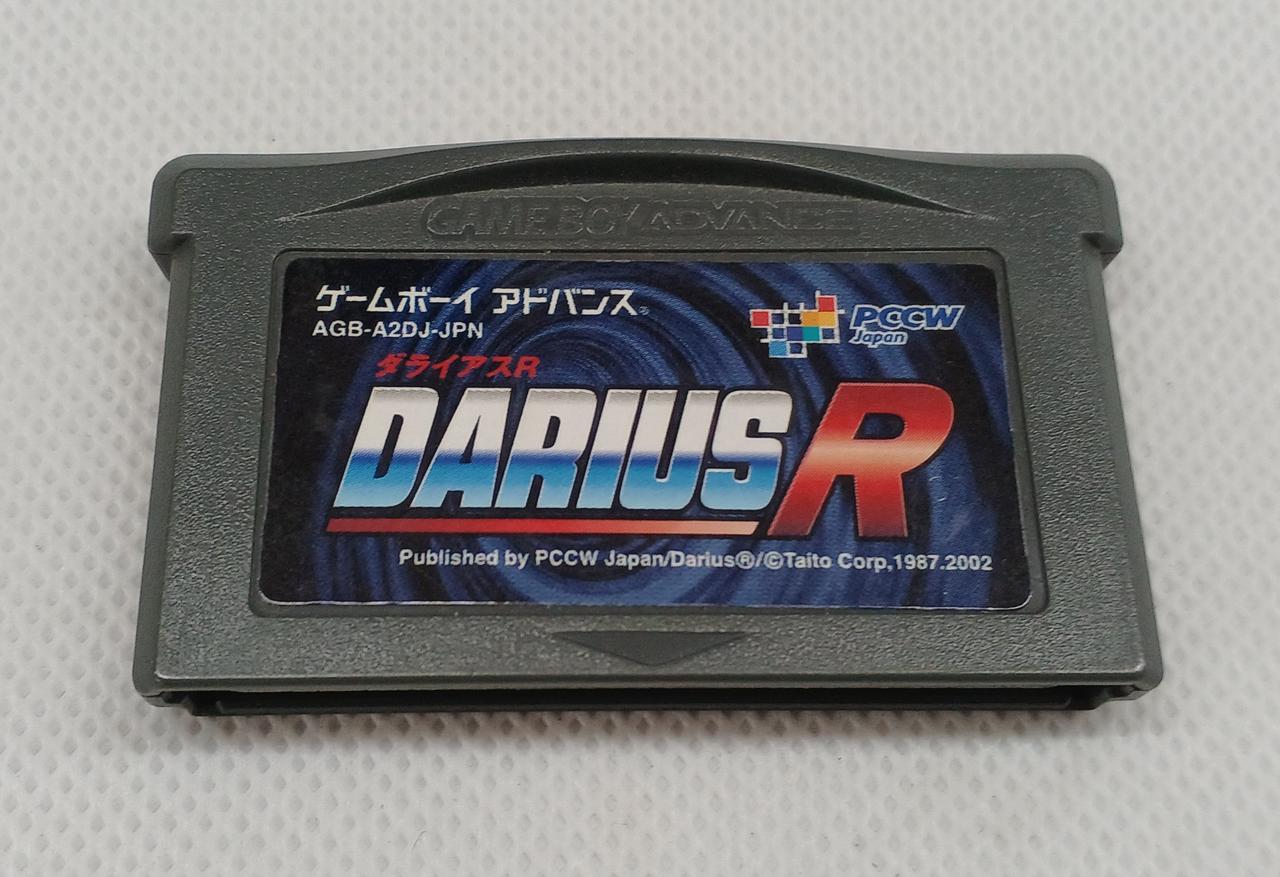 GAME BOY ADVANCE
ゲームボーイ アドバンス®
AGB-A2DJ-JPN
PCCW
Japan
ダライアスR
DARIUS R
Published by PCCW Japan/Darius®/©Taito Corp,1987.2002